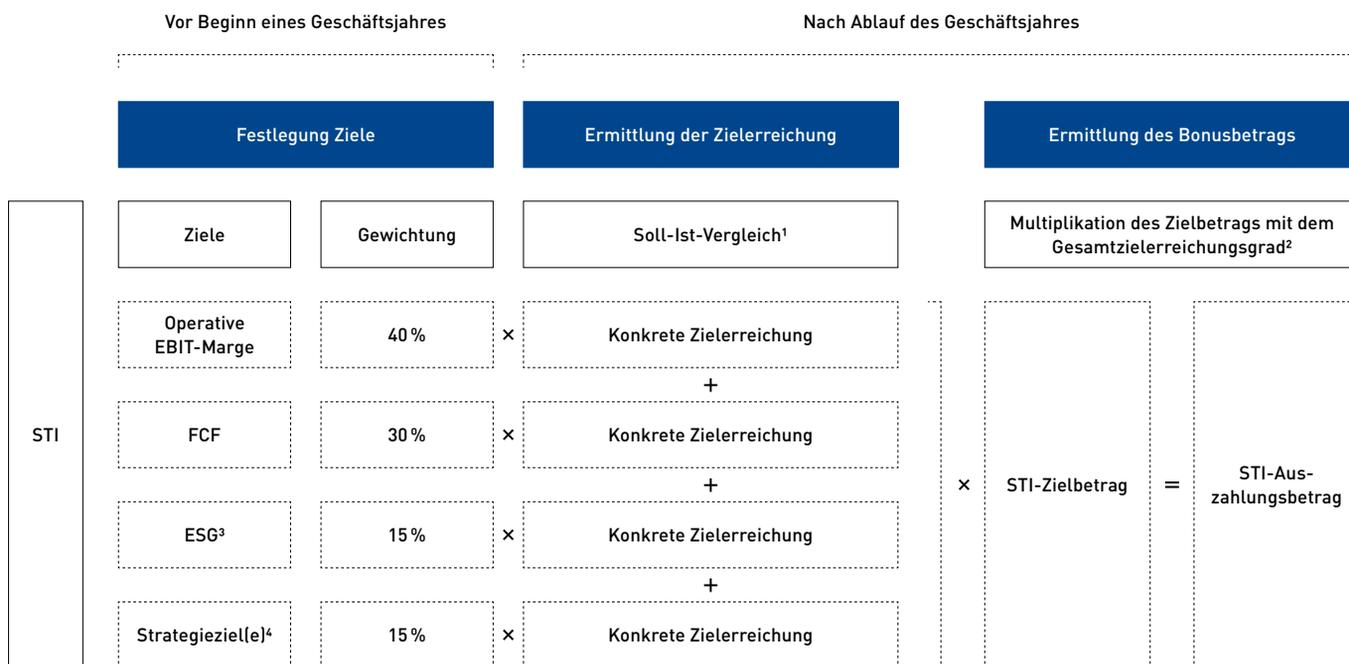 Vor Beginn eines Geschäftsjahres
Nach Ablauf des Geschäftsjahres
Festlegung Ziele
Ermittlung der Zielerreichung
Ermittlung des Bonusbetrags
Ziele
Gewichtung
Soll-Ist-Vergleich¹
Multiplikation des Zielbetrags mit dem
Gesamtzielerreichungsgrad²
STI
Operative
EBIT-Marge
40 %
×
Konkrete Zielerreichung
+
FCF
30 %
×
Konkrete Zielerreichung
+
ESG³
15 %
×
Konkrete Zielerreichung
+
Strategieziel(e)⁴
15 %
×
Konkrete Zielerreichung
×
STI-Zielbetrag
=
STI-Aus-
zahlungsbetrag